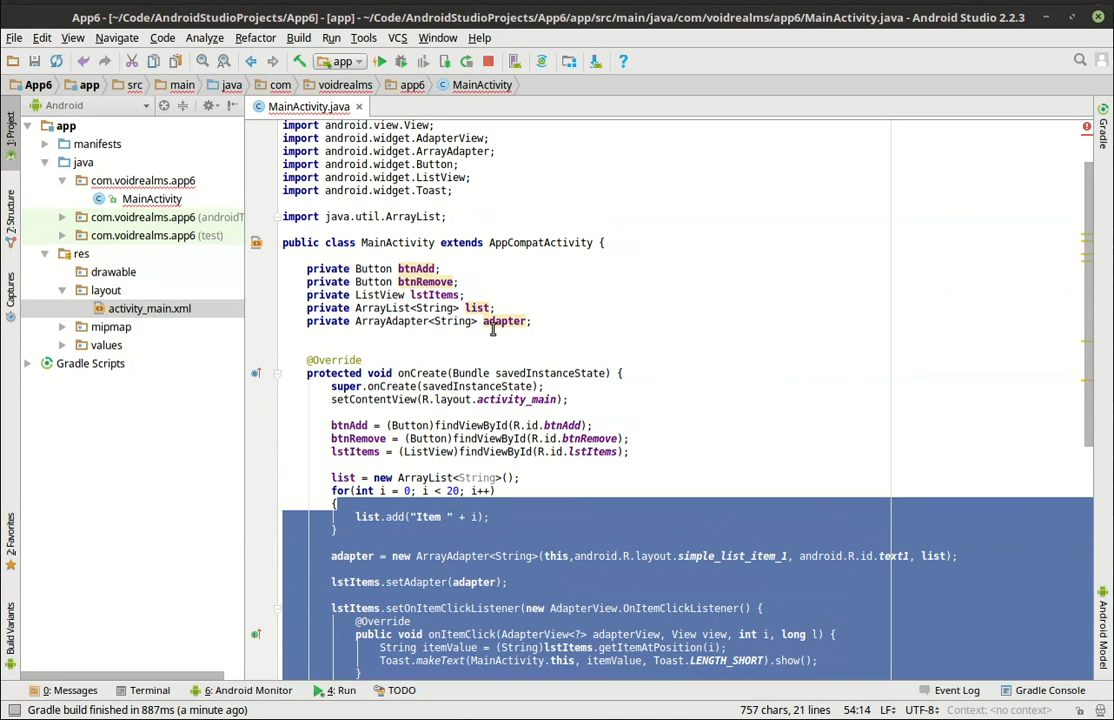 App6 - [~/Code/AndroidStudioProjects/App6] - [app] - ~/Code/AndroidStudioProjects/App6/app/src/main/java/com/voidrealms/app6/MainActivity.java - Android Studio 2.2.3
File Edit View Navigate Code Analyze Refactor Build Run Tools VCS Window Help
app
App6 app src main java com voidrealms app6 MainActivity
Android
MainActivity.java
1: Project
7: Structure
Captures
2: Favorites
Build Variants
app
manifests
java
com.voidrealms.app6
MainActivity
com.voidrealms.app6 (androidT
com.voidrealms.app6 (test)
res
drawable
layout
activity_main.xml
mipmap
values
Gradle Scripts
import android.view.View;
import android.widget.AdapterView;
import android.widget.ArrayAdapter;
import android.widget.Button;
import android.widget.ListView;
import android.widget.Toast;
import java.util.ArrayList;
public class MainActivity extends AppCompatActivity {
private Button btnAdd;
private Button btnRemove;
private ListView lstItems;
private ArrayList<String> list;
private ArrayAdapter<String> adapter;
@Override
protected void onCreate(Bundle savedInstanceState) {
super.onCreate(savedInstanceState);
setContentView(R.layout.activity_main);
btnAdd = (Button)findViewById(R.id.btnAdd);
btnRemove = (Button)findViewById(R.id.btnRemove);
lstItems = (ListView)findViewById(R.id.lstItems);
list = new ArrayList<String>();
for(int i = 0; i < 20; i++)
{
list.add("Item " + i);
}
adapter = new ArrayAdapter<String>(this,android.R.layout.simple_list_item_1, android.R.id.text1, list);
lstItems.setAdapter(adapter);
lstItems.setOnItemClickListener(new AdapterView.OnItemClickListener() {
@Override
public void onItemClick(AdapterView<?> adapterView, View view, int i, long l) {
String itemValue = (String)lstItems.getItemAtPosition(i);
Toast.makeText(MainActivity.this, itemValue, Toast.LENGTH_SHORT).show();
}
Gradle
Android Model
0: Messages Terminal 6: Android Monitor 4: Run TODO Event Log Gradle Console
Gradle build finished in 887ms (a minute ago) 757 chars, 21 lines 54:14 LF÷ UTF-8÷ Context: <no context>